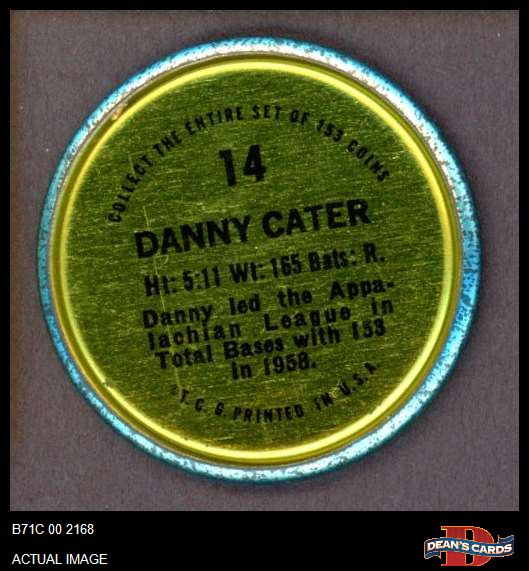 COLLECT THE ENTIRE SET OF 153 COINS
14
DANNY CATER
Ht: 5:11 Wt: 165 Bats: R.
Danny led the Appa-
lachian League in
Total Bases with 153
in 1958.
T. C. G. PRINTED IN U.S.A.
B71C 00 2168
ACTUAL IMAGE
D
DEAN'S CARDS